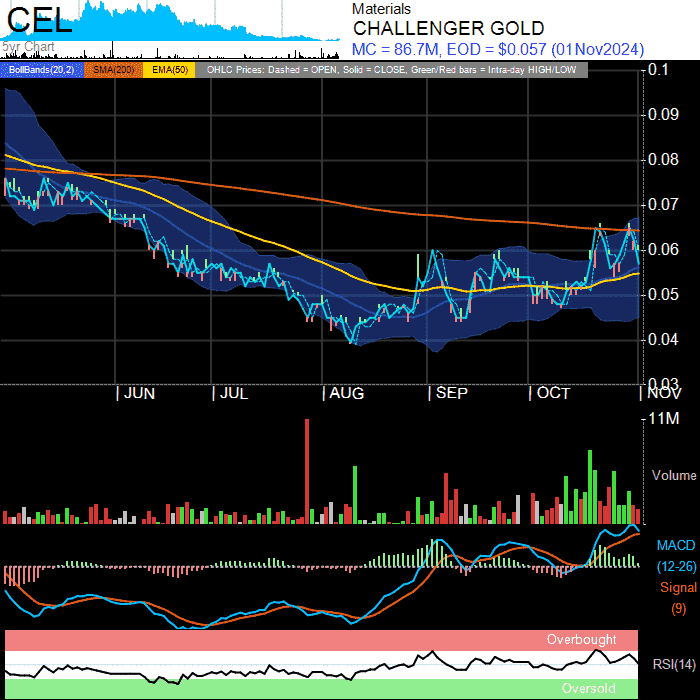 CEL
5yr Chart
Materials
CHALLENGER GOLD
MC = 86.7M, EOD = $0.057 (01Nov2024)
BollBands(20,2) SMA(200) EMA(50) OHLC Prices: Dashed = OPEN, Solid = CLOSE, Green/Red bars = Intra-day HIGH/LOW
0.1
0.09
0.08
0.07
0.06
0.05
0.04
0.03
| JUN | JUL | AUG | SEP | OCT | NOV
11M
Volume
MACD
(12-26)
Signal
(9)
Overbought
RSI(14)
Oversold